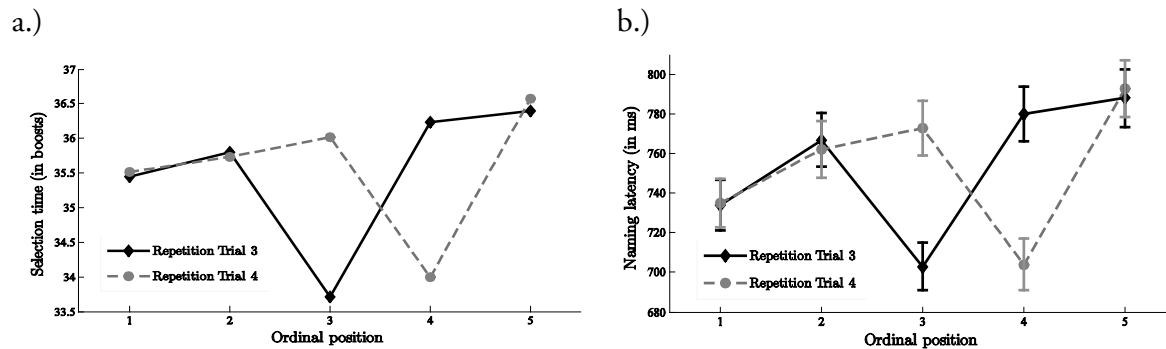 a.)
Selection time (in boosts)
37
36.5
36
35.5
35
34.5
34
33.5
Repetition Trial 3
Repetition Trial 4
1 2 3 4 5
Ordinal position
b.)
Naming latency (in ms)
800
780
760
740
720
700
680
Repetition Trial 3
Repetition Trial 4
1 2 3 4 5
Ordinal position